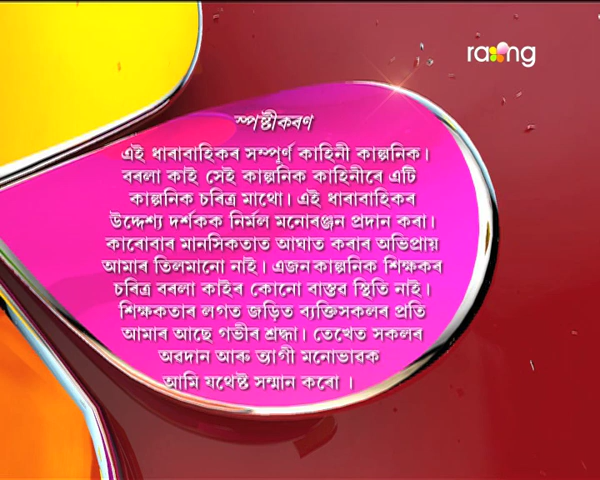 raong
স্পষ্টীকৰণ
এই ধাৰাবাহিকৰ সম্পূৰ্ণ কাহিনী কাল্পনিক।
বৰলা কাই সেই কাল্পনিক কাহিনীৰে এটি
কাল্পনিক চৰিত্ৰ মাথো। এই ধাৰাবাহিকৰ
উদ্দেশ্য দৰ্শকক নিৰ্মল মনোৰঞ্জন প্ৰদান কৰা।
কাৰোবাৰ মানসিকতাত আঘাত কৰাৰ অভিপ্ৰায়
আমাৰ তিলমানো নাই। এজন কাল্পনিক শিক্ষকৰ
চৰিত্ৰ বৰলা কাইৰ কোনো বাস্তৱ স্থিতি নাই।
শিক্ষকতাৰ লগত জড়িত ব্যক্তিসকলৰ প্ৰতি
আমাৰ আছে গভীৰ শ্ৰদ্ধা। তেখেত সকলৰ
অৱদান আৰু ত্যাগী মনোভাৱক
আমি যথেষ্ট সন্মান কৰো ।